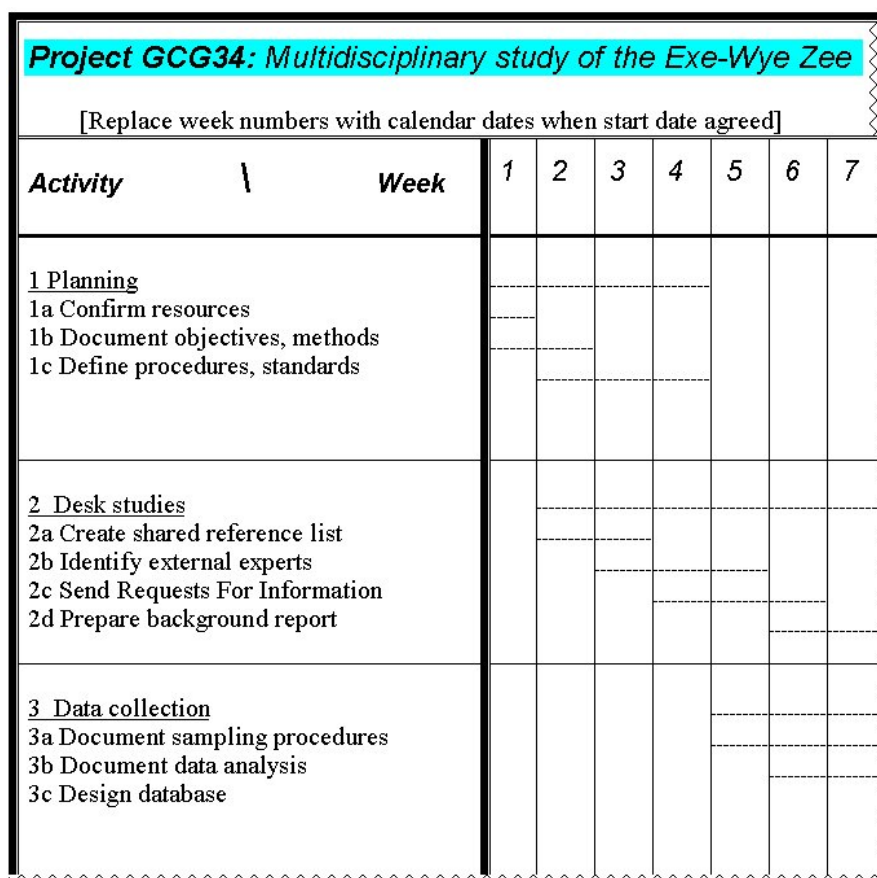 Project GCG34: Multidisciplinary study of the Exe-Wye Zee
[Replace week numbers with calendar dates when start date agreed]
Activity \ Week 1 2 3 4 5 6 7
1 Planning
1a Confirm resources
1b Document objectives, methods
1c Define procedures, standards
2 Desk studies
2a Create shared reference list
2b Identify external experts
2c Send Requests For Information
2d Prepare background report
3 Data collection
3a Document sampling procedures
3b Document data analysis
3c Design database